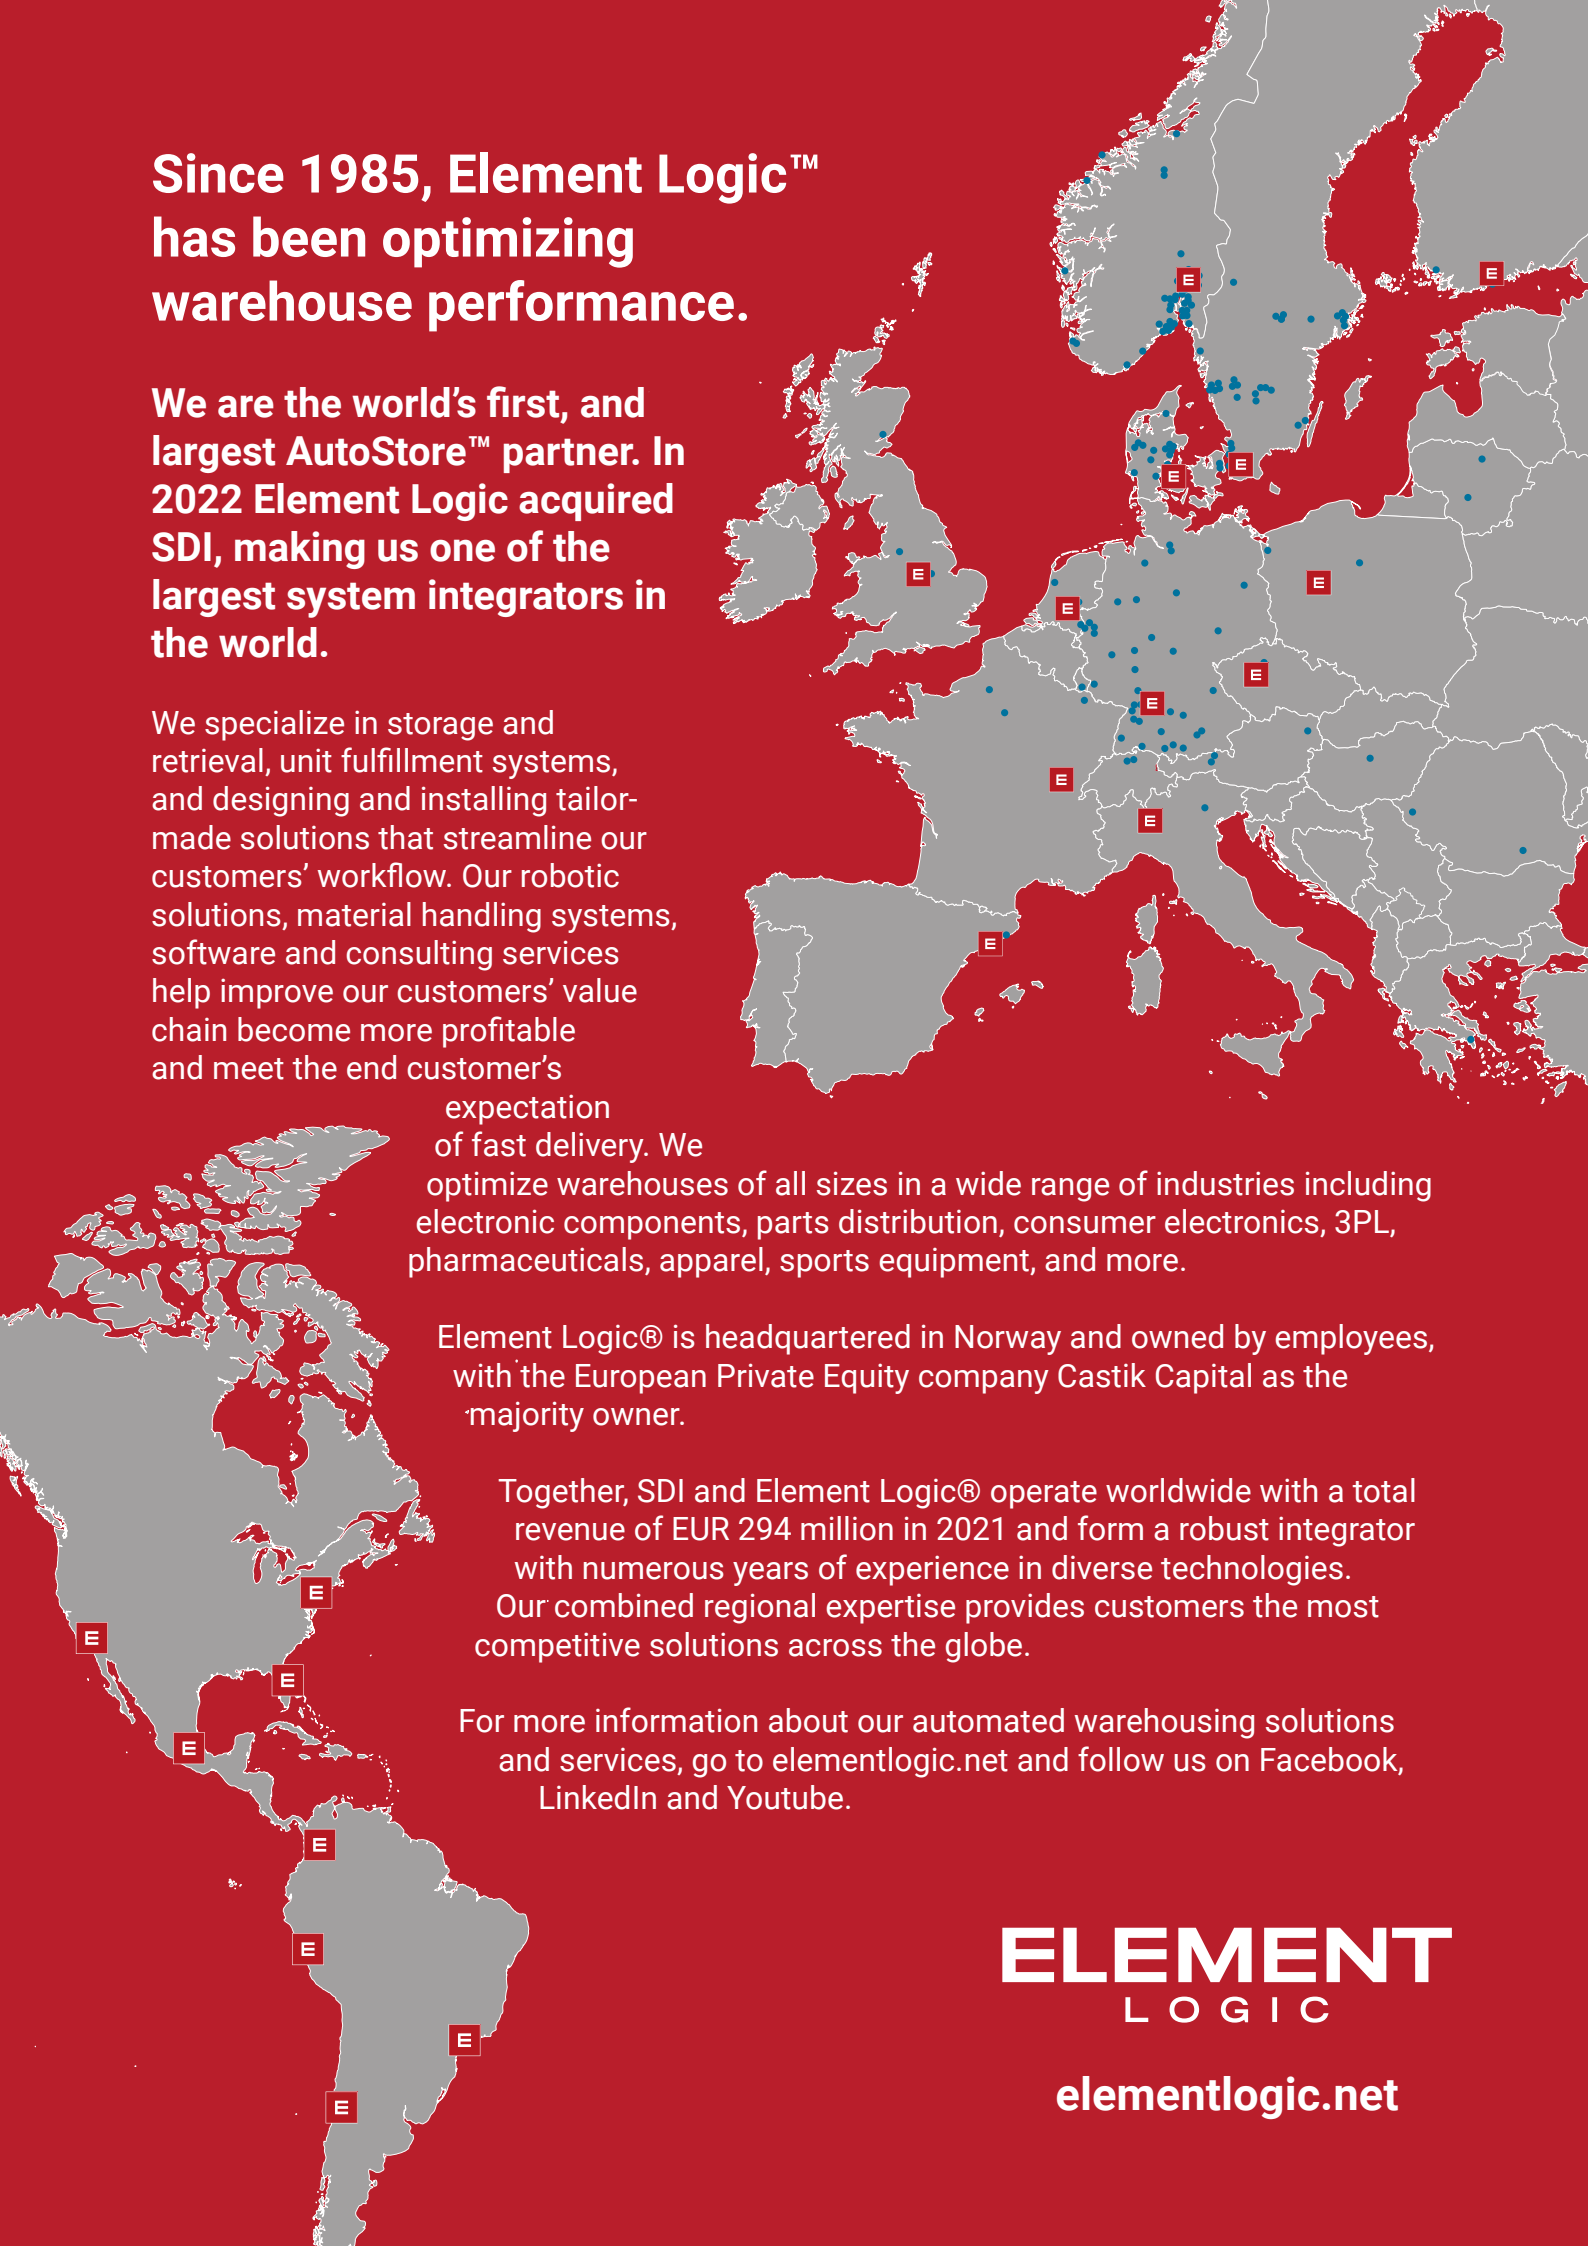 Since 1985, Element Logic™
has been optimizing
warehouse performance.
We are the world's first, and
largest AutoStore™ partner. In
2022 Element Logic acquired
SDI, making us one of the
largest system integrators in
the world.
We specialize in storage and
retrieval, unit fulfillment systems,
and designing and installing tailor-
made solutions that streamline our
customers' workflow. Our robotic
solutions, material handling systems,
software and consulting services
help improve our customers' value
chain become more profitable
and meet the end customer's
expectation
of fast delivery. We
optimize warehouses of all sizes in a wide range of industries including
electronic components, parts distribution, consumer electronics, 3PL,
pharmaceuticals, apparel, sports equipment, and more.
Element Logic® is headquartered in Norway and owned by employees,
with the European Private Equity company Castik Capital as the
majority owner.
Together, SDI and Element Logic® operate worldwide with a total
revenue of EUR 294 million in 2021 and form a robust integrator
with numerous years of experience in diverse technologies.
Our combined regional expertise provides customers the most
competitive solutions across the globe.
For more information about our automated warehousing solutions
and services, go to elementlogic.net and follow us on Facebook,
LinkedIn and Youtube.
ELEMENT
LOGIC
elementlogic.net